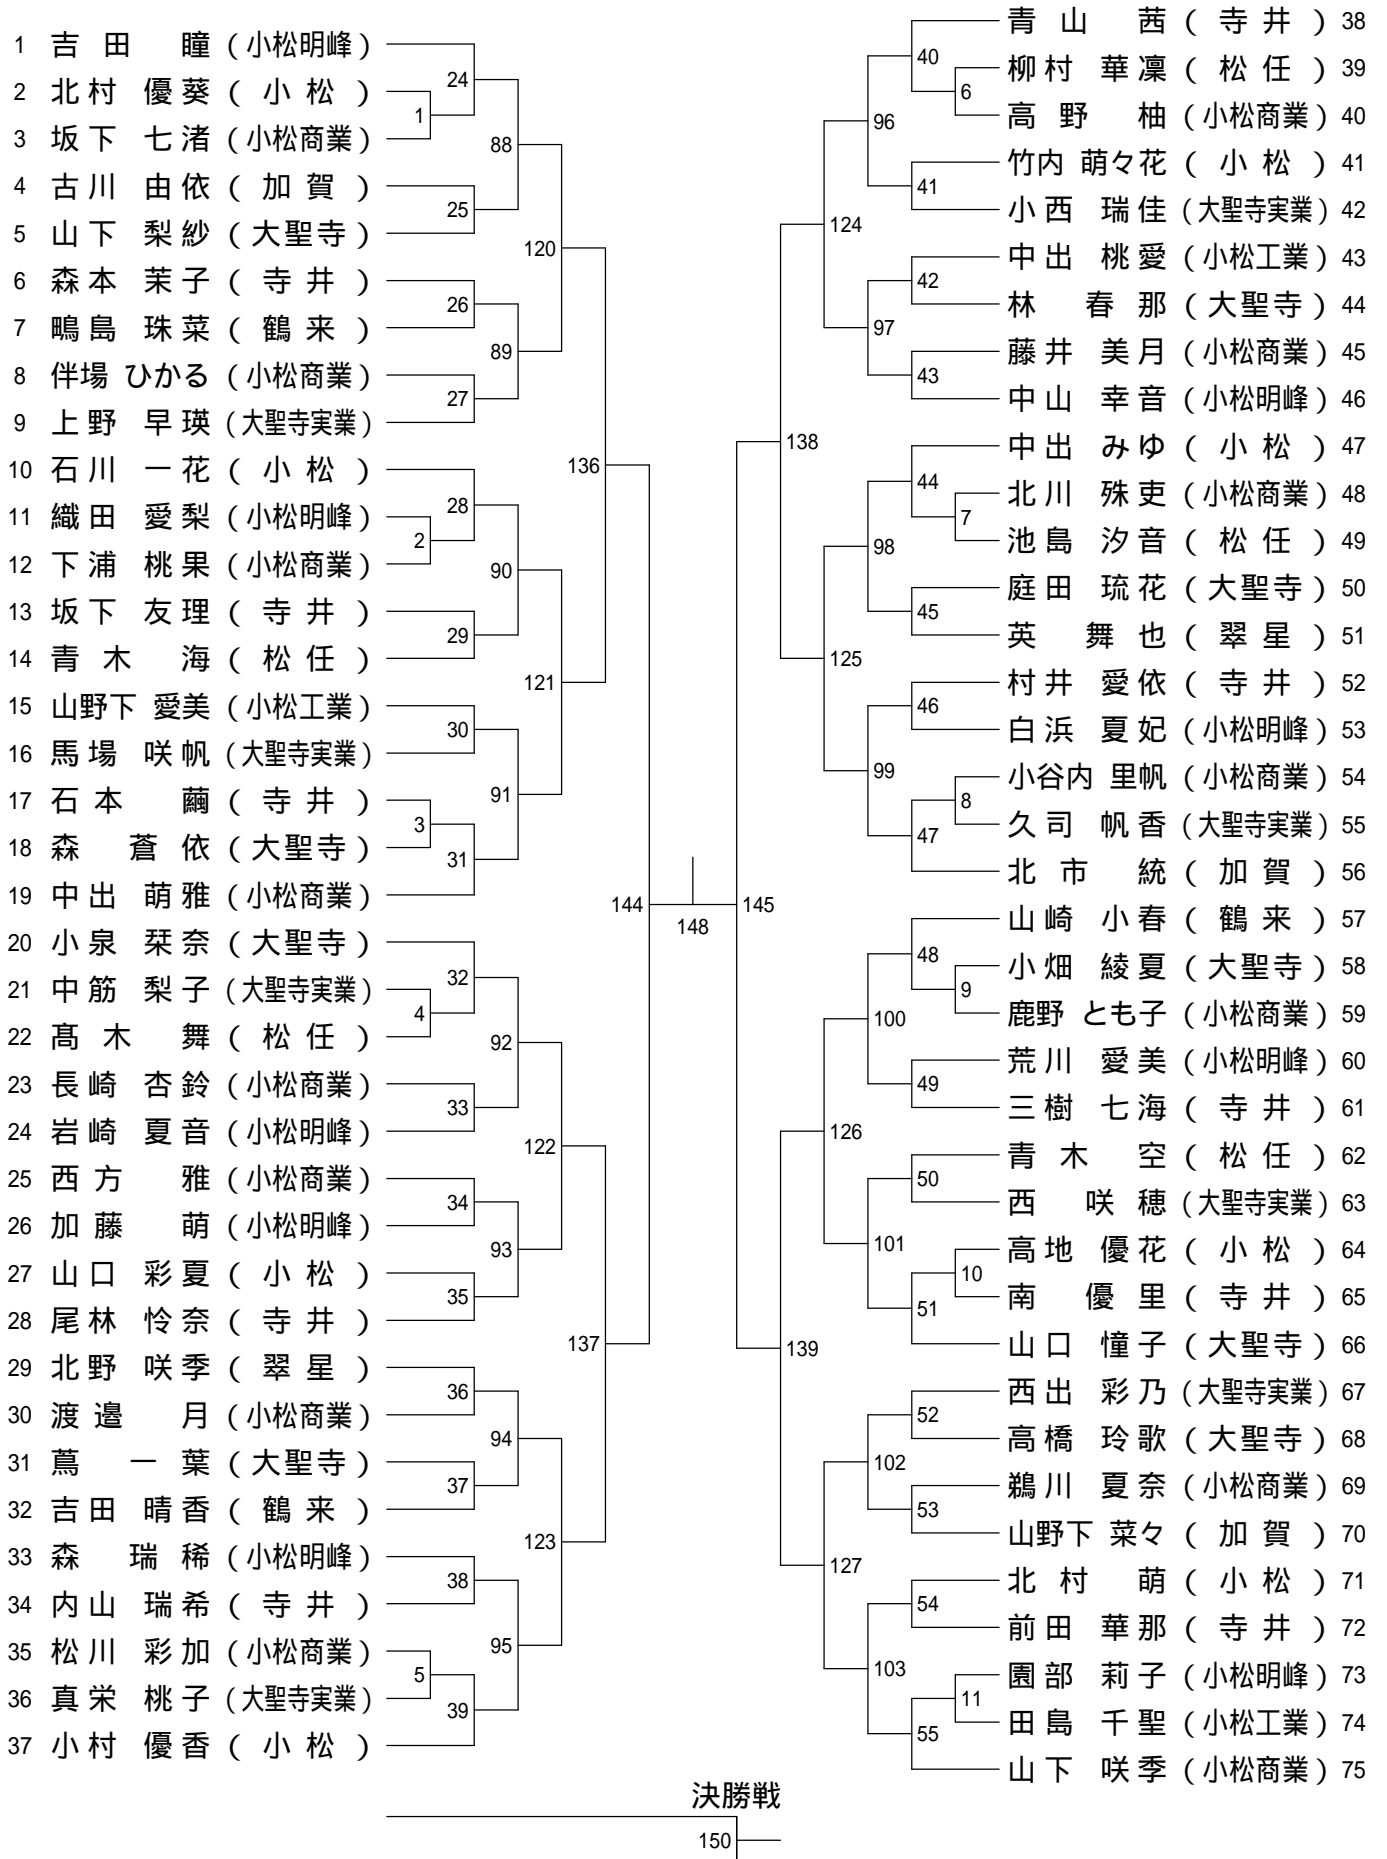 1 吉田 瞳 (小松明峰)
2 北村 優葵 (小松)
3 坂下 七渚 (小松商業)
4 古川 由依 (加賀)
5 山下 梨紗 (大聖寺)
6 森本 茉子 (寺井)
7 鴫島 珠菜 (鶴来)
8 伴場 ひかる (小松商業)
9 上野 早瑛 (大聖寺実業)
10 石川 一花 (小松)
11 織田 愛梨 (小松明峰)
12 下浦 桃果 (小松商業)
13 坂下 友理 (寺井)
14 青木 海 (松任)
15 山野下 愛美 (小松工業)
16 馬場 咲帆 (大聖寺実業)
17 石本 繭 (寺井)
18 森 蒼依 (大聖寺)
19 中出 萌雅 (小松商業)
20 小泉 栞奈 (大聖寺)
21 中筋 梨子 (大聖寺実業)
22 髙木 舞 (松任)
23 長崎 杏鈴 (小松商業)
24 岩崎 夏音 (小松明峰)
25 西方 雅 (小松商業)
26 加藤 萌 (小松明峰)
27 山口 彩夏 (小松)
28 尾林 怜奈 (寺井)
29 北野 咲季 (翠星)
30 渡邉 月 (小松商業)
31 蔦 一葉 (大聖寺)
32 吉田 晴香 (鶴来)
33 森 瑞稀 (小松明峰)
34 内山 瑞希 (寺井)
35 松川 彩加 (小松商業)
36 真栄 桃子 (大聖寺実業)
37 小村 優香 (小松)
1
2
3
4
5
24
25
26
27
28
29
30
31
32
33
34
35
36
37
38
39
88
89
90
91
92
93
94
95
120
121
122
123
136
137
144
148
145
138
139
124
125
126
127
96
97
98
99
100
101
102
103
40
41
42
43
44
45
46
47
48
49
50
51
52
53
54
55
6
7
8
9
10
11
青山 茜 (寺井) 38
柳村 華凜 (松任) 39
高野 柚 (小松商業) 40
竹内 萌々花 (小松) 41
小西 瑞佳 (大聖寺実業) 42
中出 桃愛 (小松工業) 43
林 春那 (大聖寺) 44
藤井 美月 (小松商業) 45
中山 幸音 (小松明峰) 46
中出 みゆ (小松) 47
北川 殊吏 (小松商業) 48
池島 汐音 (松任) 49
庭田 琉花 (大聖寺) 50
英 舞也 (翠星) 51
村井 愛依 (寺井) 52
白浜 夏妃 (小松明峰) 53
小谷内 里帆 (小松商業) 54
久司 帆香 (大聖寺実業) 55
北市 統 (加賀) 56
山崎 小春 (鶴来) 57
小畑 綾夏 (大聖寺) 58
鹿野 とも子 (小松商業) 59
荒川 愛美 (小松明峰) 60
三樹 七海 (寺井) 61
青木 空 (松任) 62
西 咲穂 (大聖寺実業) 63
高地 優花 (小松) 64
南 優里 (寺井) 65
山口 憧子 (大聖寺) 66
西出 彩乃 (大聖寺実業) 67
高橋 玲歌 (大聖寺) 68
鵜川 夏奈 (小松商業) 69
山野下 菜々 (加賀) 70
北村 萌 (小松) 71
前田 華那 (寺井) 72
園部 莉子 (小松明峰) 73
田島 千聖 (小松工業) 74
山下 咲季 (小松商業) 75
決勝戦
150